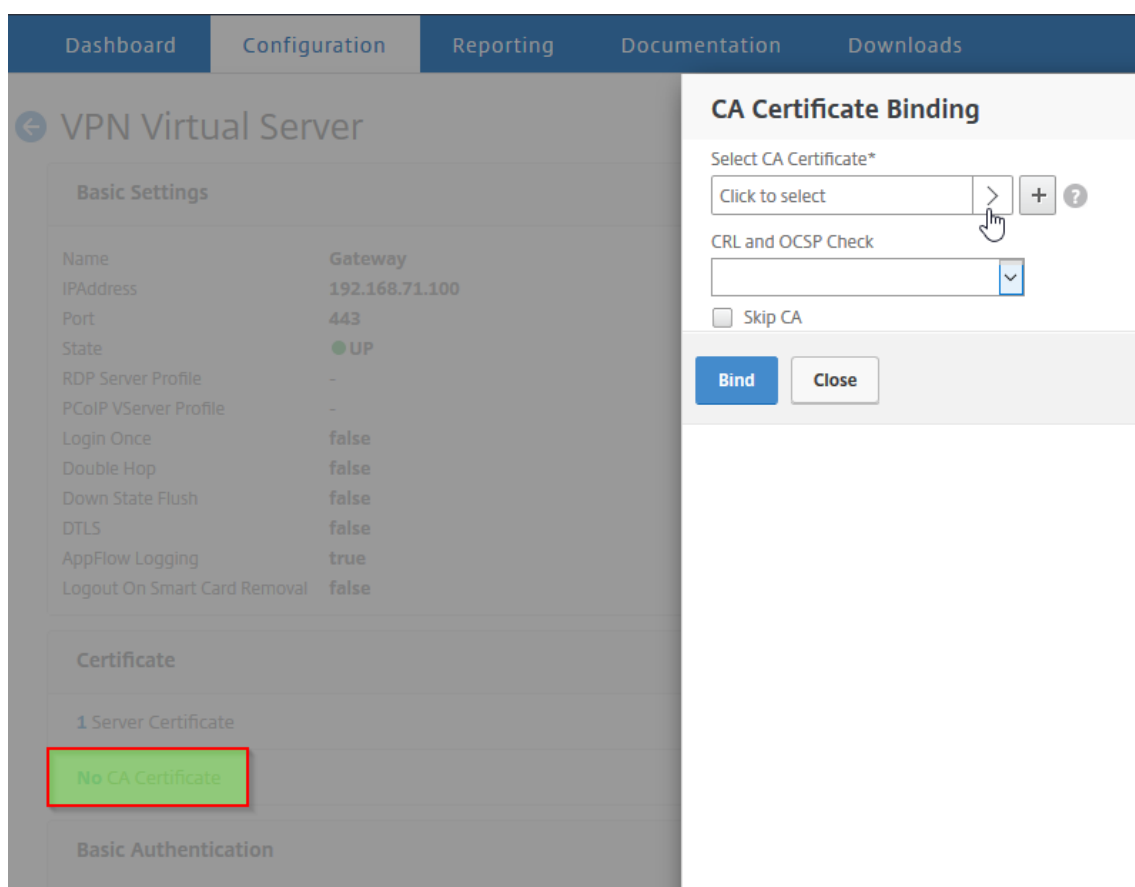 Dashboard Configuration Reporting Documentation Downloads
VPN Virtual Server
Basic Settings
Name Gateway
IPAddress 192.168.71.100
Port 443
State UP
RDP Server Profile -
PCoIP VServer Profile -
Login Once false
Double Hop false
Down State Flush false
DTLS false
AppFlow Logging true
Logout On Smart Card Removal false
Certificate
1 Server Certificate
No CA Certificate
Basic Authentication
CA Certificate Binding
Select CA Certificate*
Click to select > + ?
CRL and OCSP Check
Skip CA
Bind Close